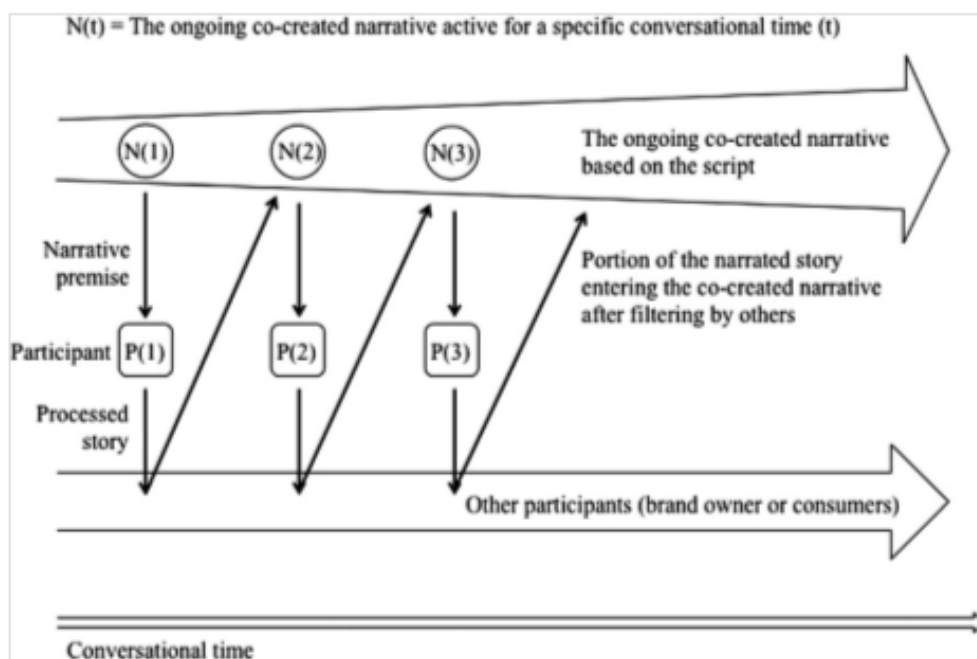 N(t) = The ongoing co-created narrative active for a specific conversational time (t)
N(1)
N(2)
N(3)
The ongoing co-created narrative
based on the script
Narrative
premise
Portion of the narrated story
entering the co-created narrative
after filtering by others
Participant
P(1)
P(2)
P(3)
Processed
story
Other participants (brand owner or consumers)
Conversational time